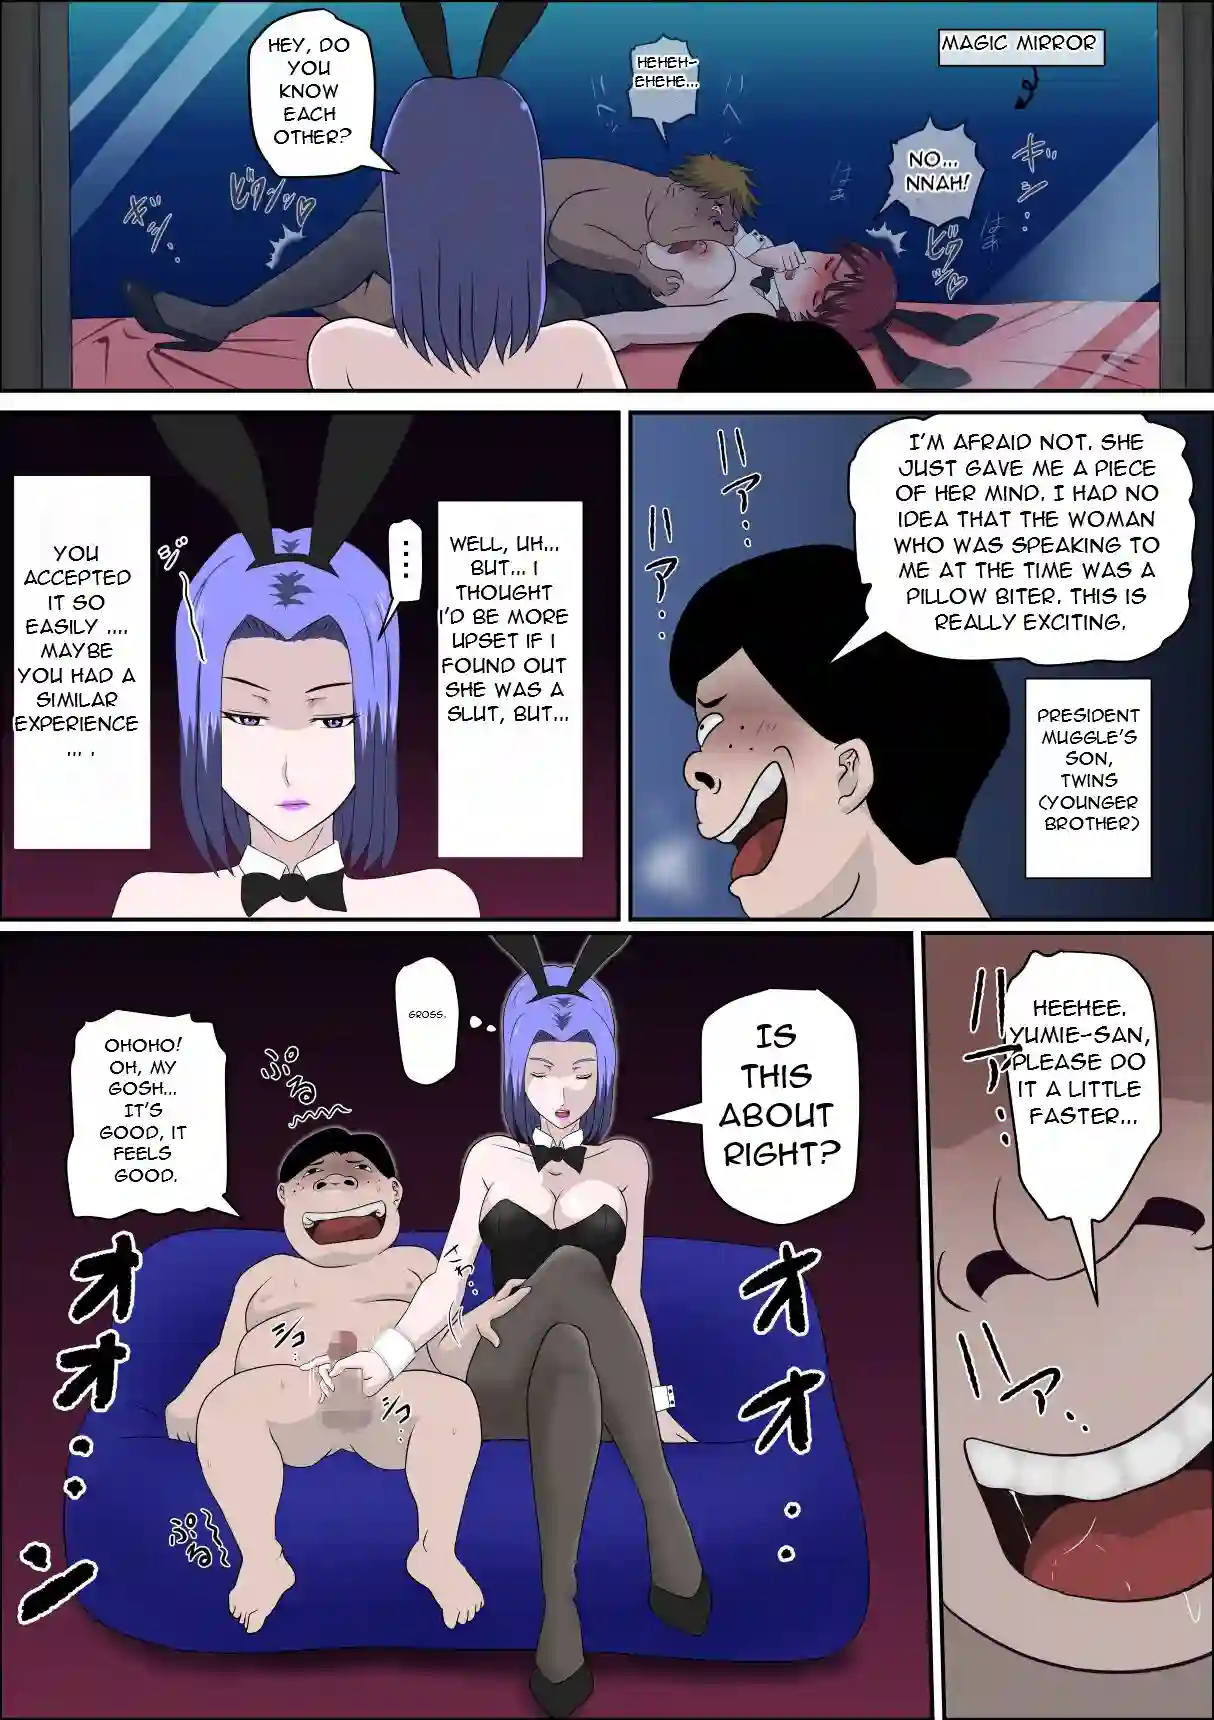 MAGIC MIRROR
HEY, DO
YOU
KNOW
EACH
OTHER?
HEHEH-
EHEHE...
NO...
NNAH!
I'M AFRAID NOT. SHE
JUST GAVE ME A PIECE
OF HER MIND. I HAD NO
IDEA THAT THE WOMAN
WHO WAS SPEAKING TO
ME AT THE TIME WAS A
PILLOW BITER. THIS IS
REALLY EXCITING.
PRESIDENT
MUGGLE'S
SON,
TWINS
(YOUNGER
BROTHER)
WELL, UH...
BUT... I
THOUGHT
I'D BE MORE
UPSET IF I
FOUND OUT
SHE WAS A
SLUT, BUT...
YOU
ACCEPTED
IT SO
EASILY ....
MAYBE
YOU HAD A
SIMILAR
EXPERIENCE
... .
HEEHEE.
YUMIE-SAN,
PLEASE DO
IT A LITTLE
FASTER...
IS
THIS
ABOUT
RIGHT?
GROSS.
OHOHO!
OH, MY
GOSH...
IT'S
GOOD, IT
FEELS
GOOD.